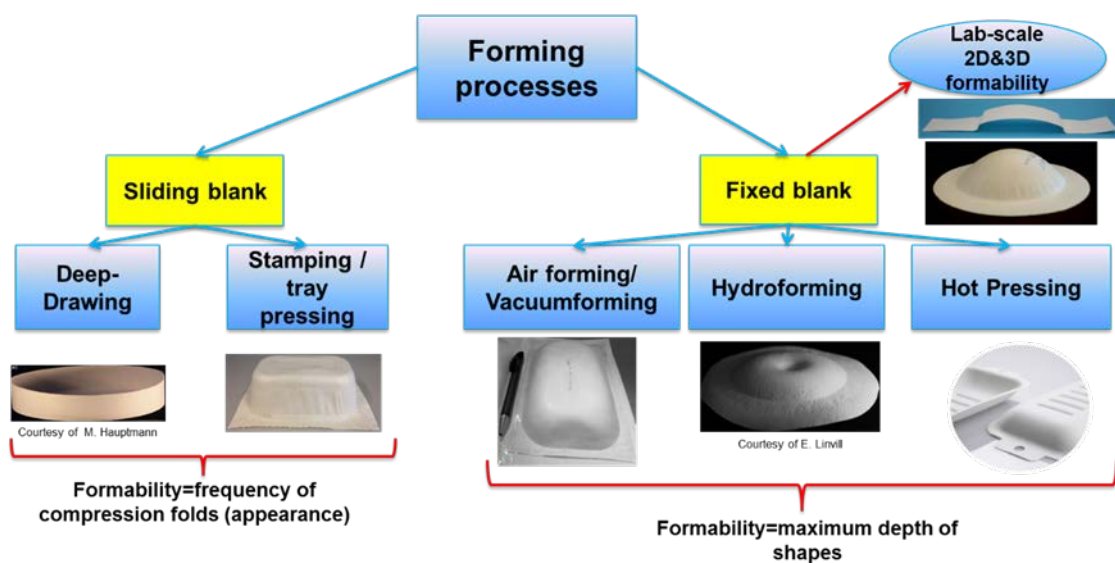 Forming
processes
Lab-scale
2D&3D
formability
Sliding blank
Fixed blank
Deep-
Drawing
Stamping /
tray
pressing
Air forming/
Vacuumforming
Hydroforming
Hot Pressing
Courtesy of M. Hauptmann
Courtesy of E. Linvill
Formability=frequency of
compression folds (appearance)
Formability=maximum depth of
shapes